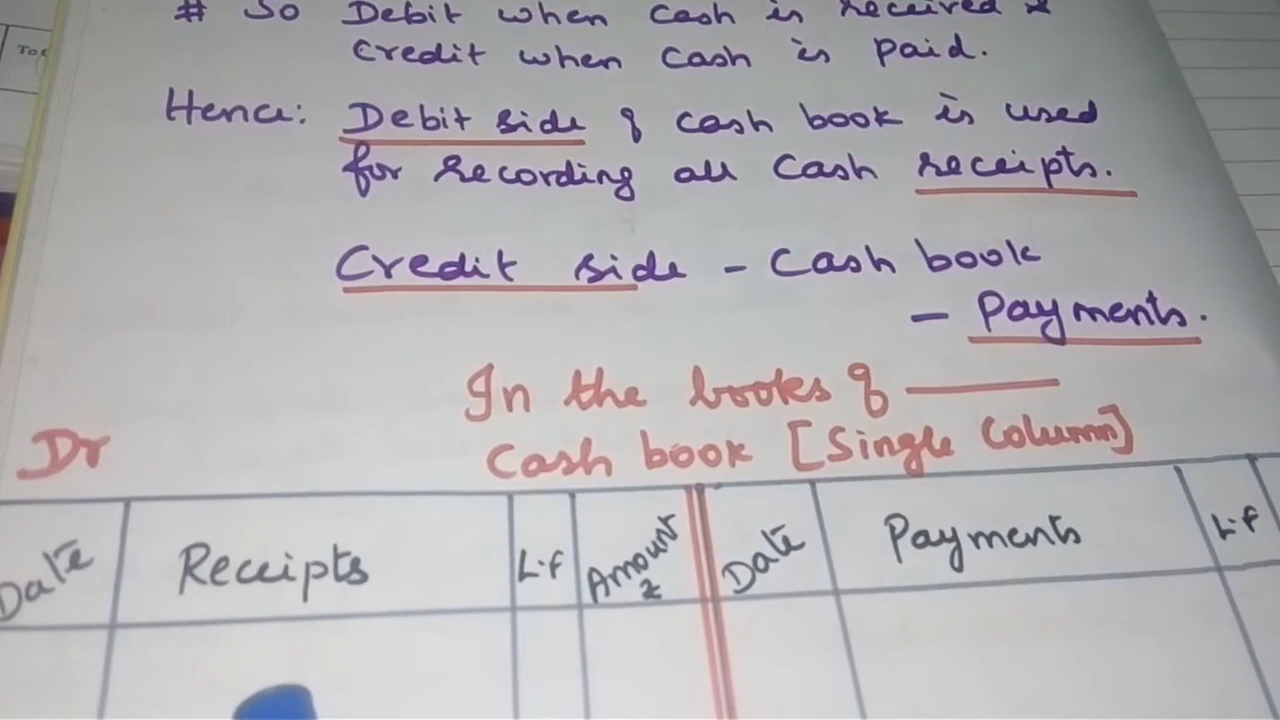 # So Debit when cash is received &
credit when cash is paid.
Hence: Debit side of cash book is used
for recording all cash receipts.
Credit side - Cash book
- Payments.
In the books of ———
Dr
Cash book [Single Column]
Date Receipts L.f Amount ₹ Date Payments L.f
To